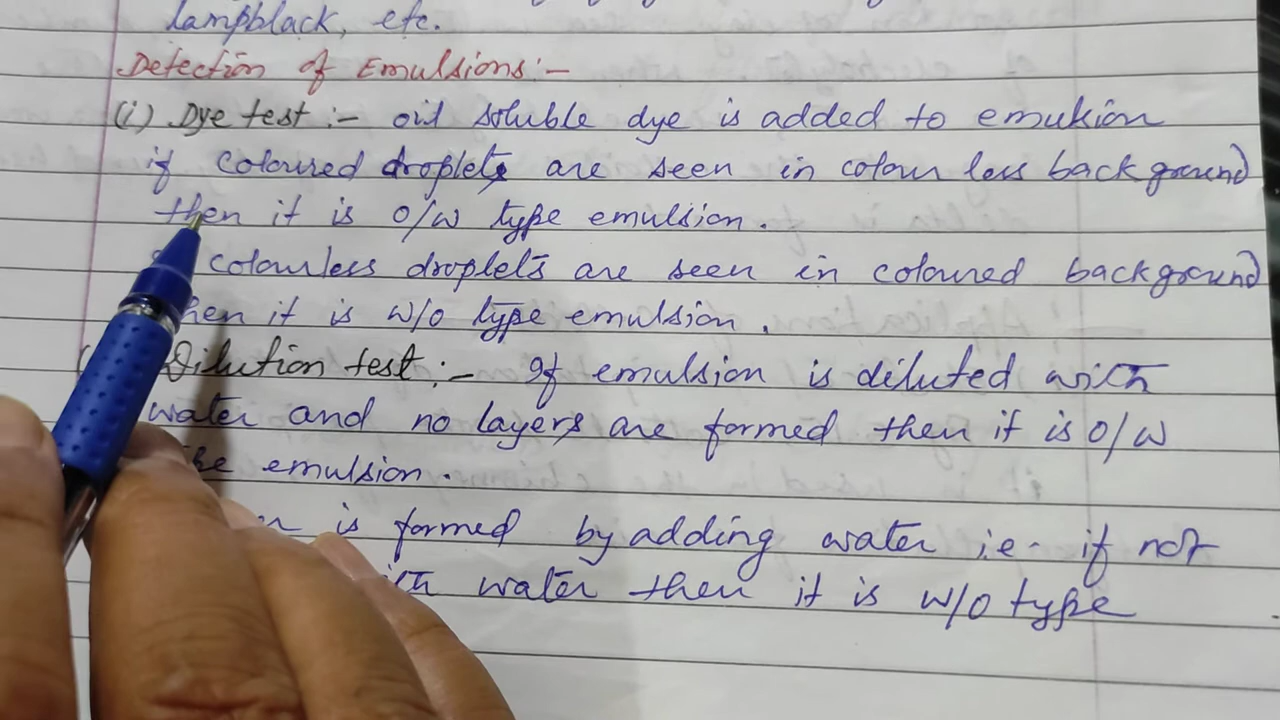 lampblack, etc.
Detection of Emulsions:-
(i) Dye test :- oil soluble dye is added to emulsion
if coloured droplets are seen in colour less background
then it is O/W type emulsion.
colourless droplets are seen in coloured background
then it is W/O type emulsion.
Dilution test :- If emulsion is diluted with
water and no layers are formed then it is O/W
emulsion.
is formed by adding water i.e. if not
water then it is W/O type